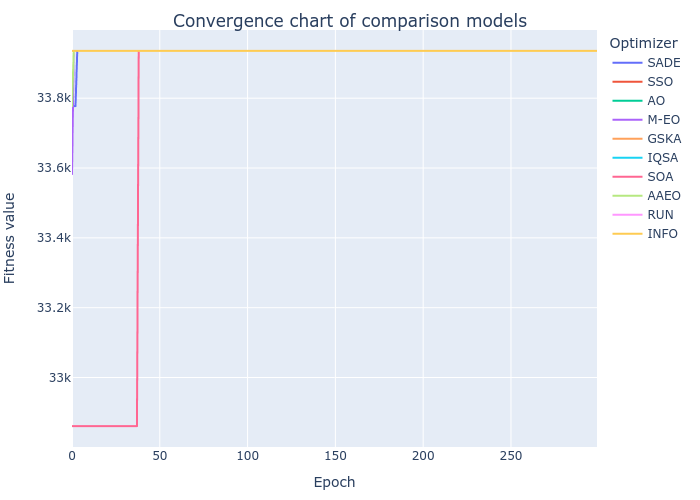 Convergence chart of comparison models
Optimizer
SADE
SSO
AO
M-EO
GSKA
IQSA
SOA
AAEO
RUN
INFO
Fitness value
33.8k
33.6k
33.4k
33.2k
33k
0 50 100 150 200 250
Epoch